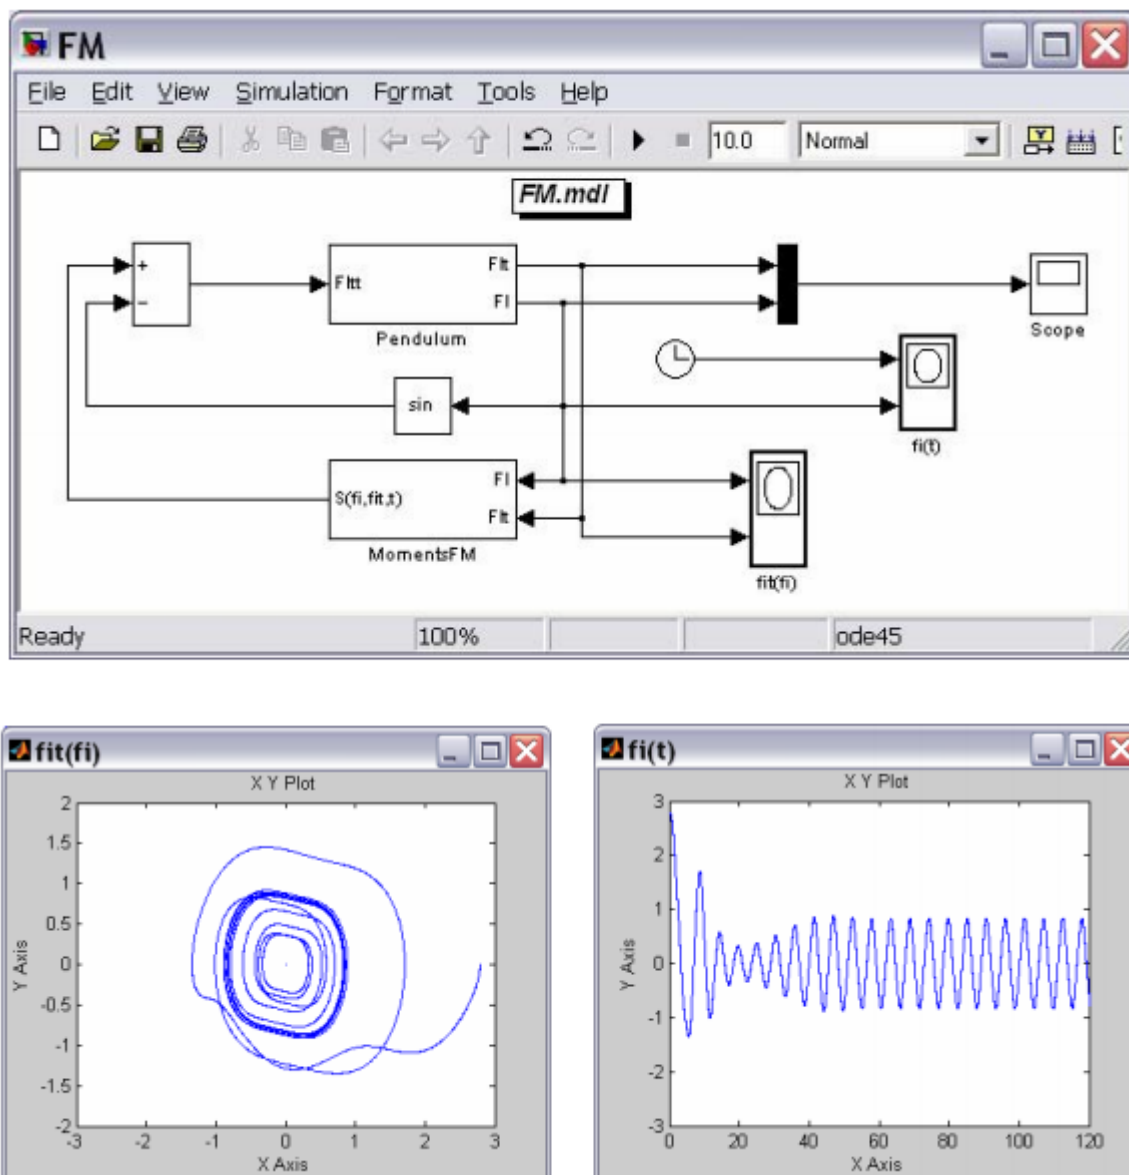 FM
File Edit View Simulation Format Tools Help
10.0 Normal
FM.mdl
+
−
FItt
FIt
FI
Pendulum
Scope
sin
fi(t)
S(fi,fit,t)
FI
FIt
MomentsFM
fit(fi)
Ready 100% ode45
fit(fi)
X Y Plot
Y Axis
2
1.5
1
0.5
0
-0.5
-1
-1.5
-2
-3 -2 -1 0 1 2 3
X Axis
fi(t)
X Y Plot
Y Axis
3
2
1
0
-1
-2
-3
0 20 40 60 80 100 120
X Axis